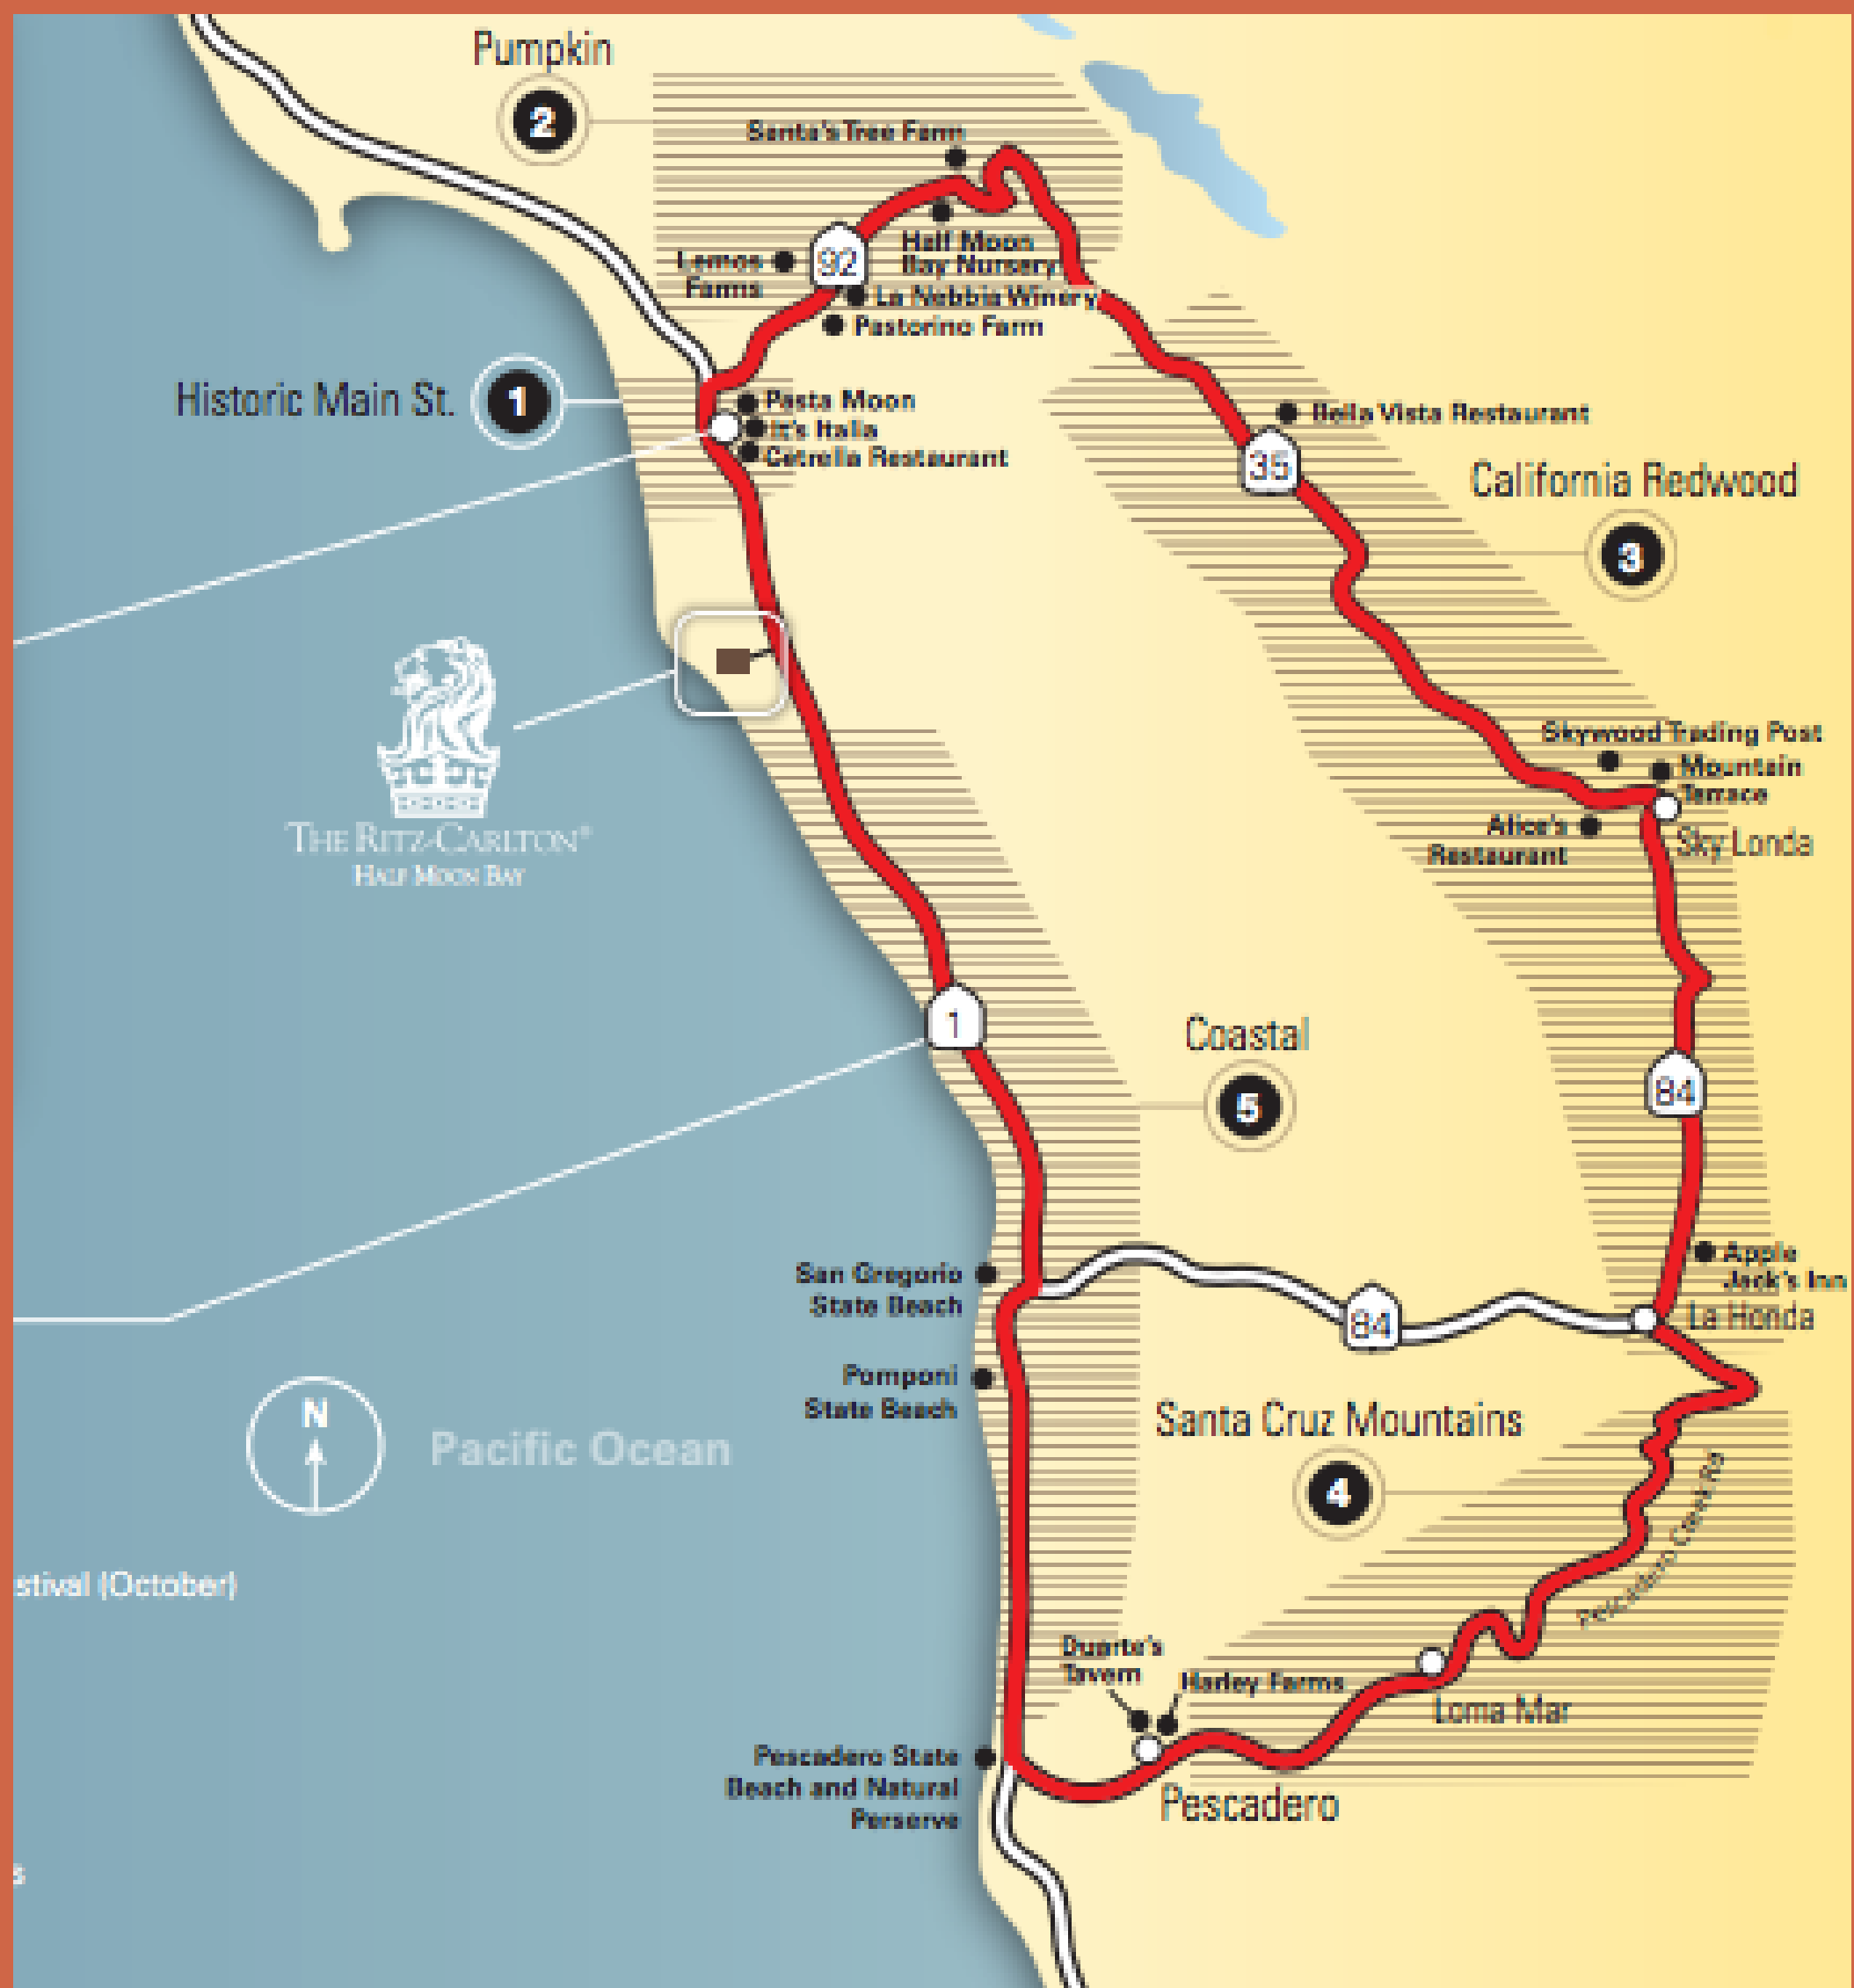 Pumpkin
2
Santa's Tree Farm
92
Half Moon
Bay Nursery
Lemos
Farms
La Nebbia Winery
Pastorino Farm
Historic Main St.
1
Pasta Moon
It's Italia
Cetrella Restaurant
Bella Vista Restaurant
35
California Redwood
3
THE RITZ-CARLTON®
HALF MOON BAY
Skywood Trading Post
Mountain
Terrace
Alice's
Restaurant
Sky Londa
1
Coastal
5
84
San Gregorio
State Beach
Apple
Jack's Inn
La Honda
84
Pomponi
State Beach
Santa Cruz Mountains
4
N
Pacific Ocean
Pescadero Creek Rd
stival (October)
Duarte's
Tavern
Harley Farms
Loma Mar
Pescadero State
Beach and Natural
Perserve
Pescadero
s